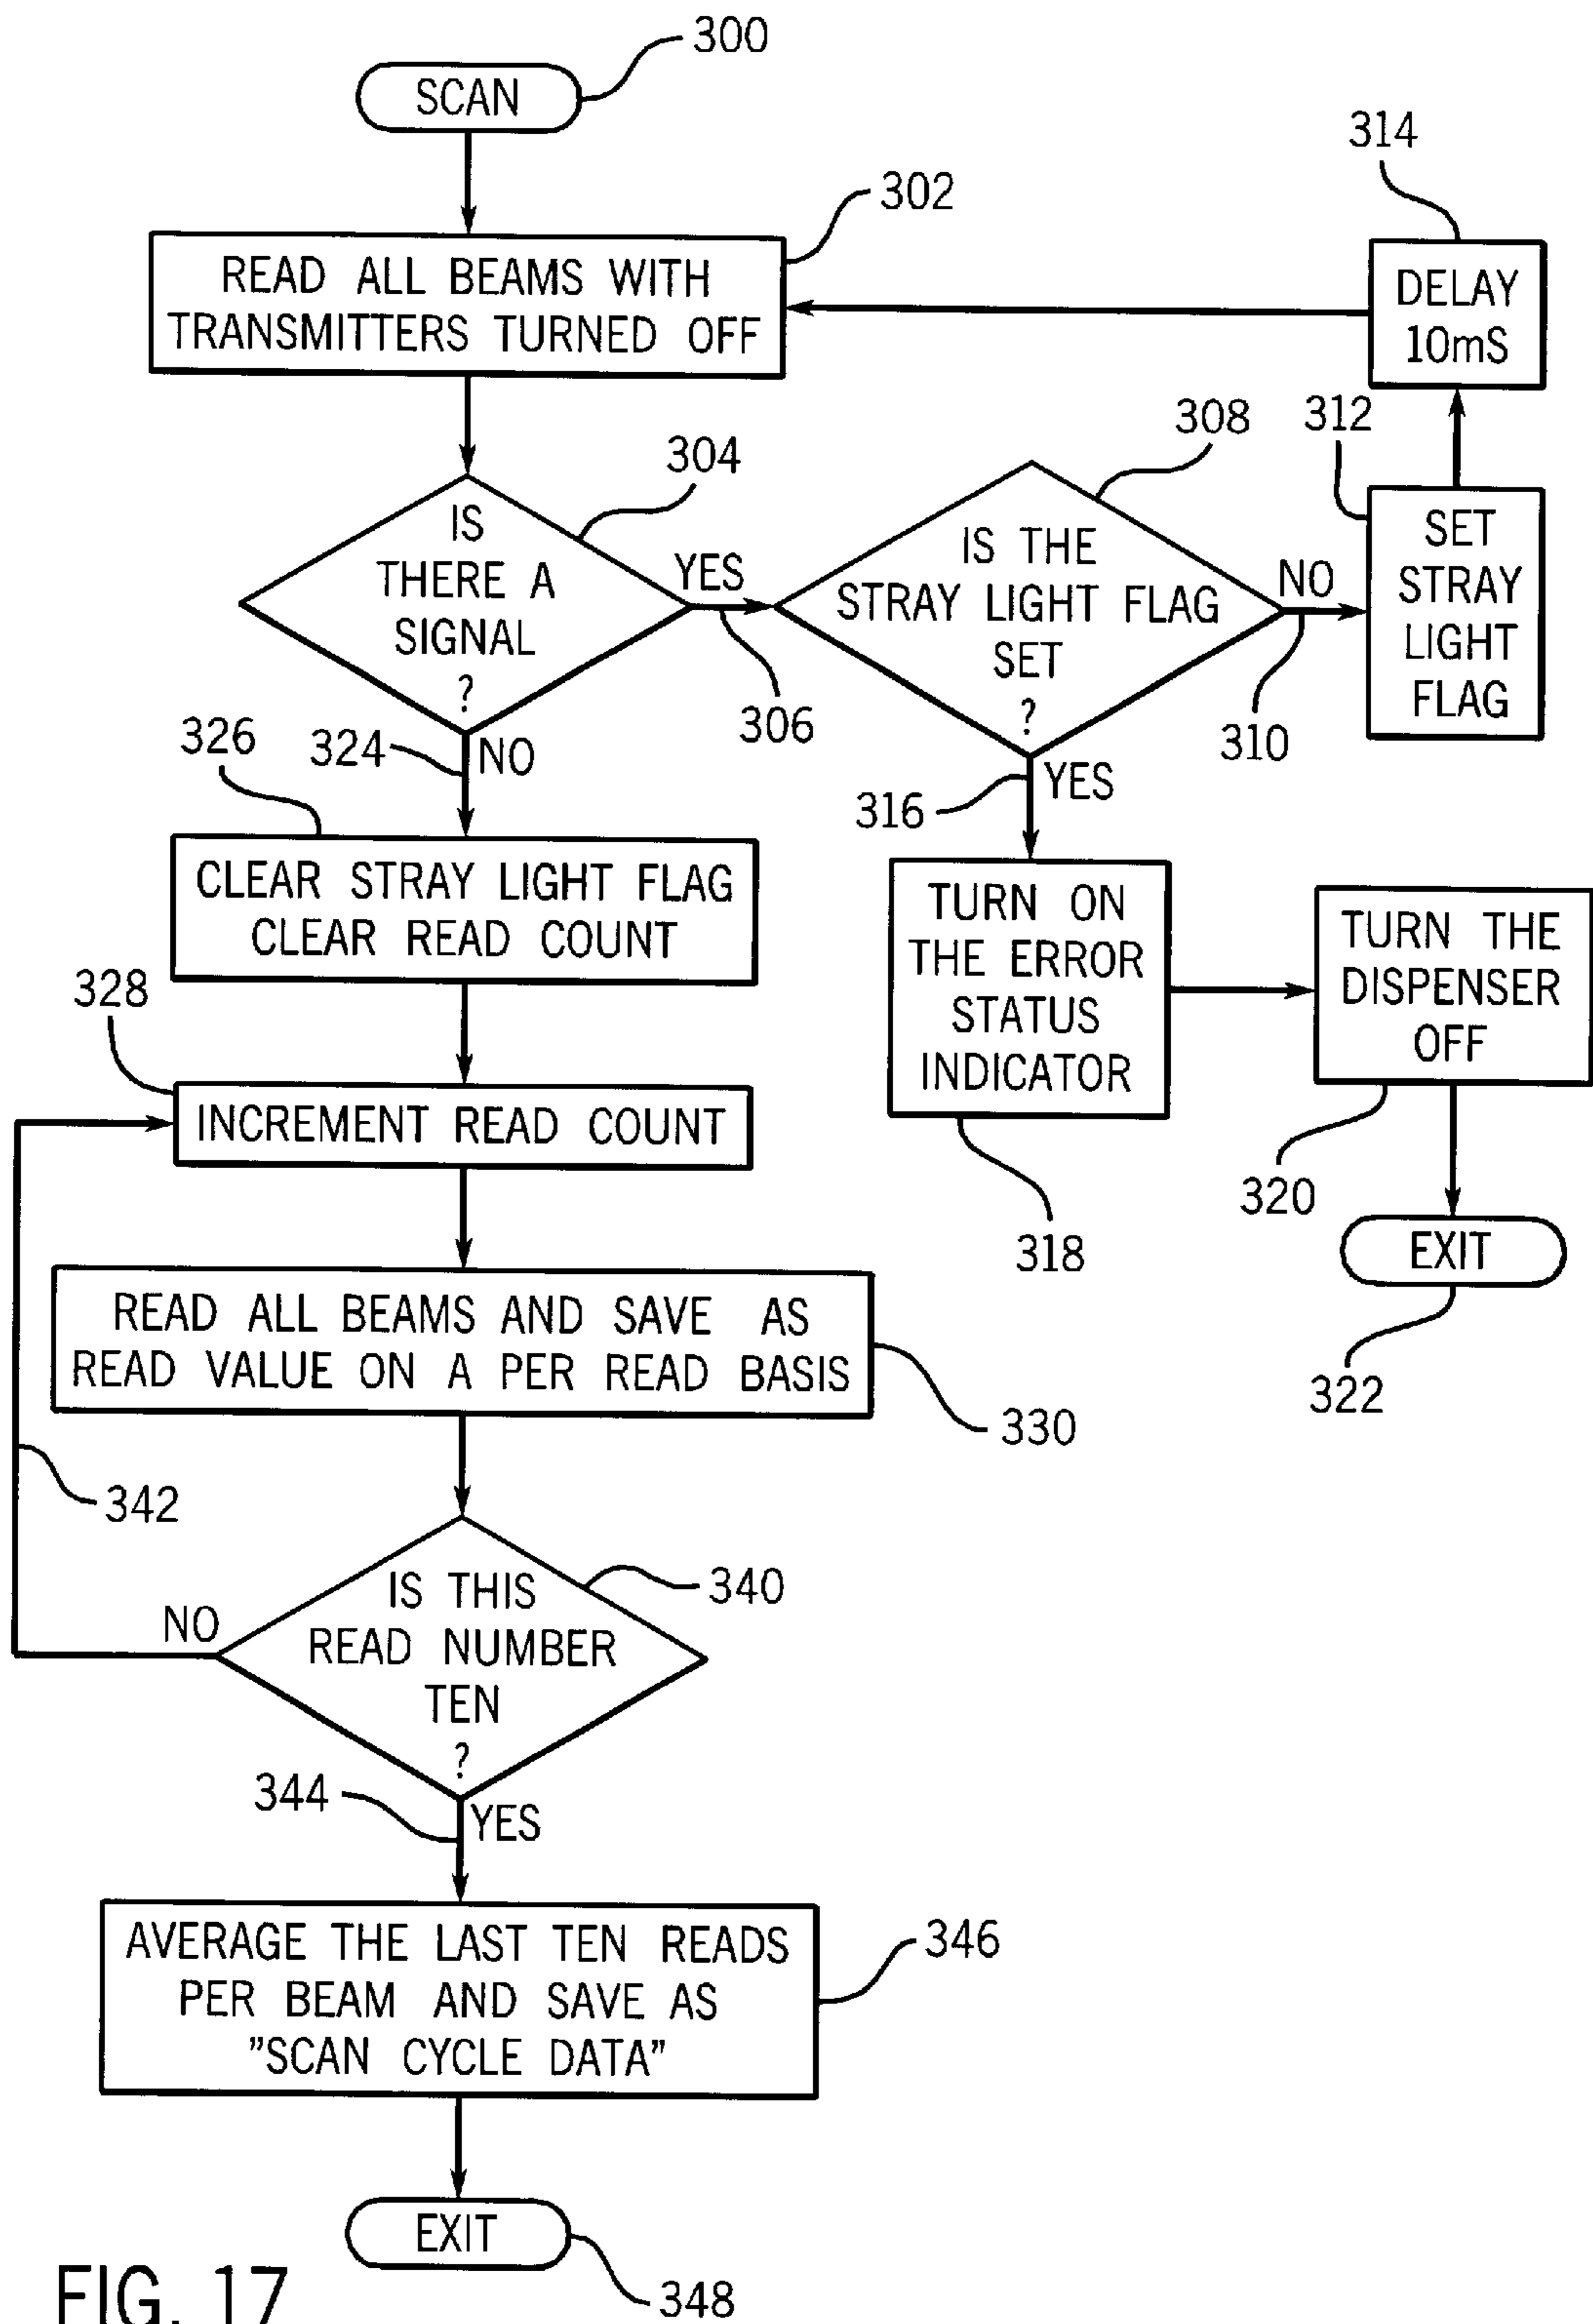 300
SCAN
314
302
READ ALL BEAMS WITH
TRANSMITTERS TURNED OFF
DELAY
10mS
304
308
312
IS
THERE A
SIGNAL
?
YES
306
IS THE
STRAY LIGHT FLAG
SET
?
NO
310
SET
STRAY
LIGHT
FLAG
326
324
NO
316
YES
CLEAR STRAY LIGHT FLAG
CLEAR READ COUNT
TURN ON
THE ERROR
STATUS
INDICATOR
TURN THE
DISPENSER
OFF
328
INCREMENT READ COUNT
318
320
EXIT
322
READ ALL BEAMS AND SAVE AS
READ VALUE ON A PER READ BASIS
330
342
340
IS THIS
READ NUMBER
TEN
?
NO
344
YES
AVERAGE THE LAST TEN READS
PER BEAM AND SAVE AS
"SCAN CYCLE DATA"
346
EXIT
348
FIG. 17